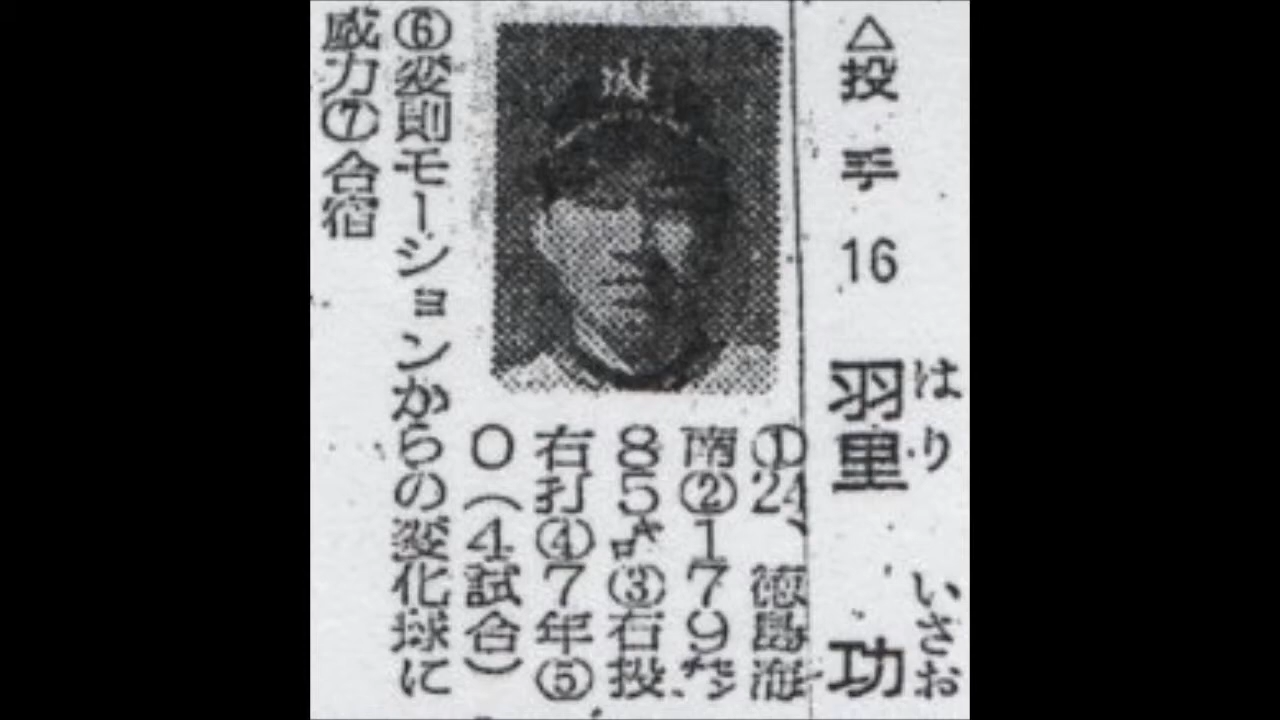 △投手16 羽里 功
はり いさお
①24、徳島海
南②179センチ、
85キロ③右投
右打④7年⑤
0(4試合)
⑥変則モーションからの変化球に
威力⑦合宿